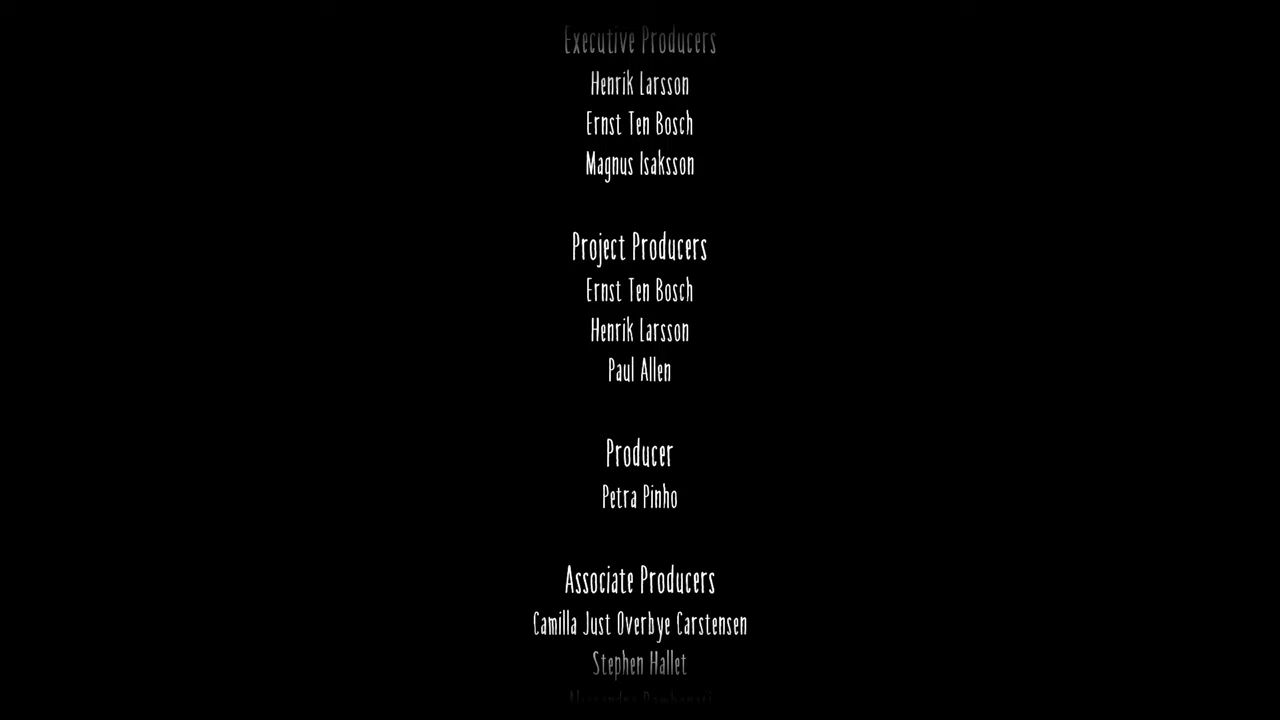 Executive Producers
Henrik Larsson
Ernst Ten Bosch
Magnus Isaksson
Project Producers
Ernst Ten Bosch
Henrik Larsson
Paul Allen
Producer
Petra Pinho
Associate Producers
Camilla Just Overbye Carstensen
Stephen Hallet